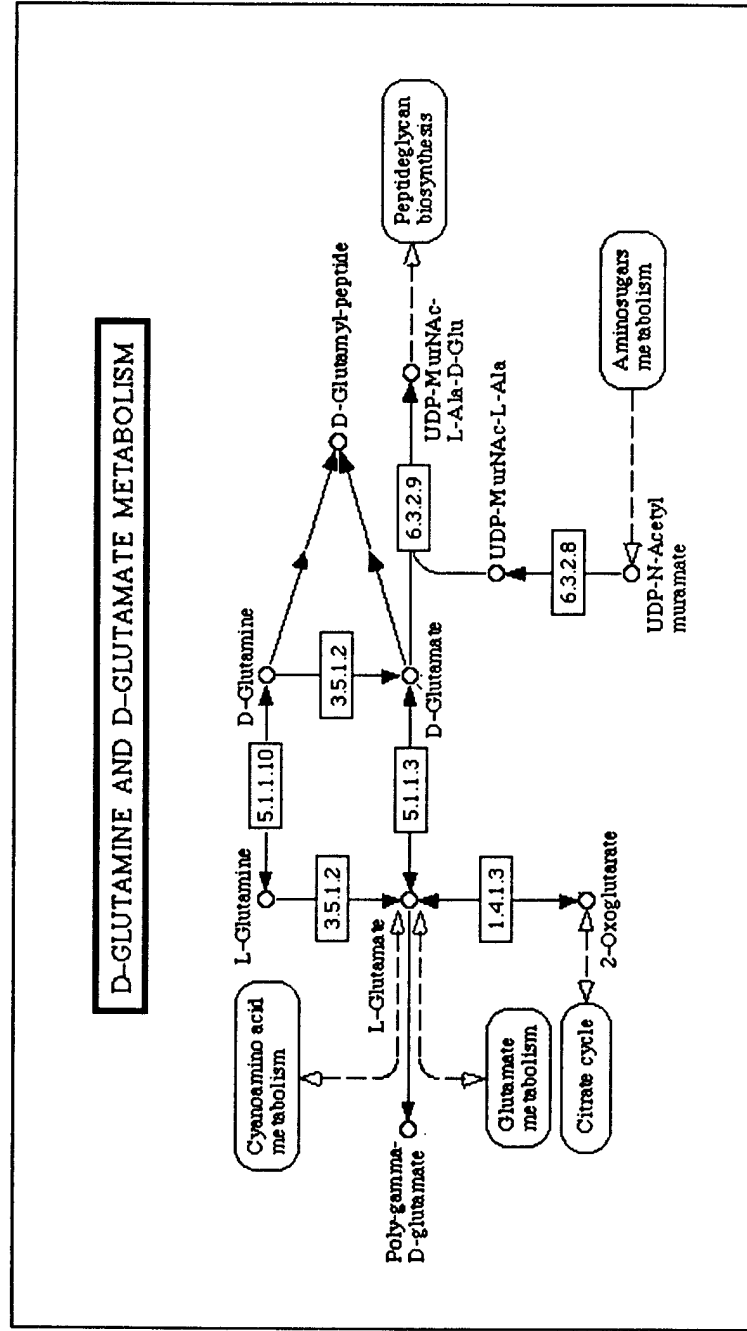 D-GLUTAMINE AND D-GLUTAMATE METABOLISM
Cyanoamino acid
metabolism
L-Glutamine
5.1.1.10
D-Glutamine
3.5.1.2
3.5.1.2
D-Glutamyl-peptide
Poly-gamma-
D-glutamate
L-Glutamate
5.1.1.3
D-Glutamate
6.3.2.9
UDP-MurNAc-
L-Ala-D-Glu
Peptideglycan
biosynthesis
Glutamate
metabolism
1.4.1.3
UDP-MurNAc-L-Ala
Citrate cycle
2-Oxoglutarate
6.3.2.8
UDP-N-Acetyl
muramate
Aminosugars
metabolism